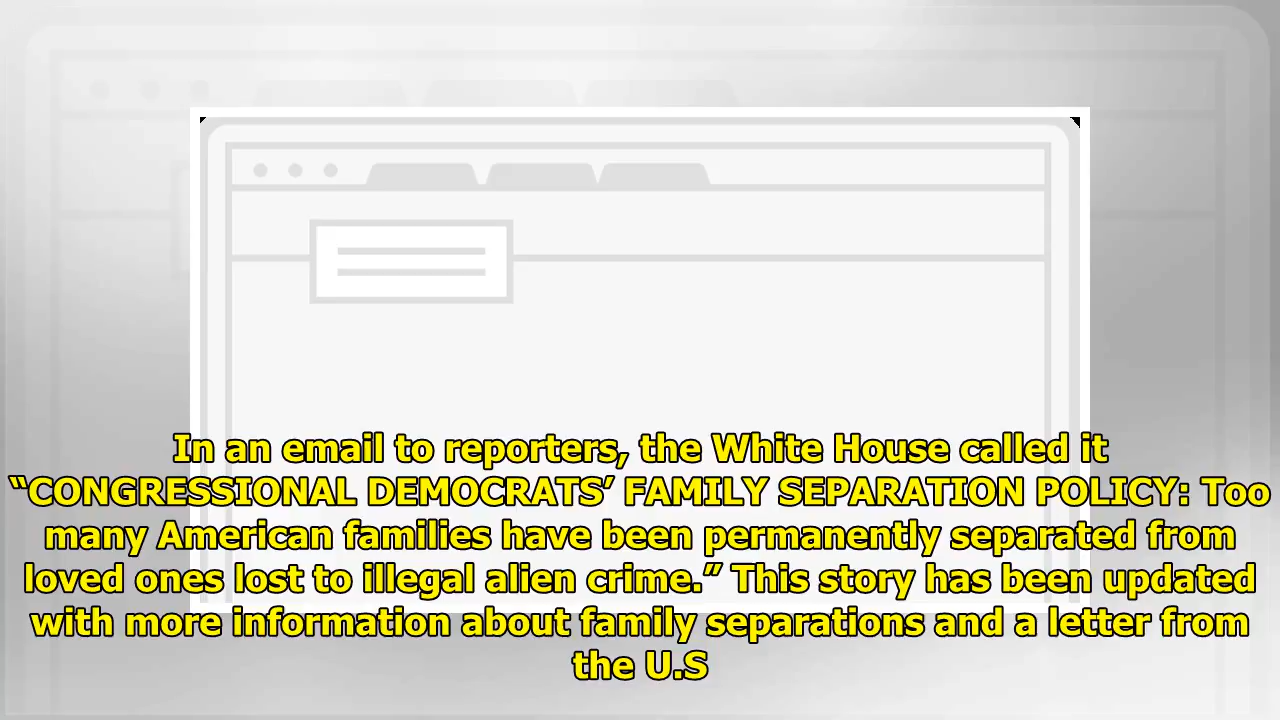 In an email to reporters, the White House called it
“CONGRESSIONAL DEMOCRATS’ FAMILY SEPARATION POLICY: Too
many American families have been permanently separated from
loved ones lost to illegal alien crime.” This story has been updated
with more information about family separations and a letter from
the U.S